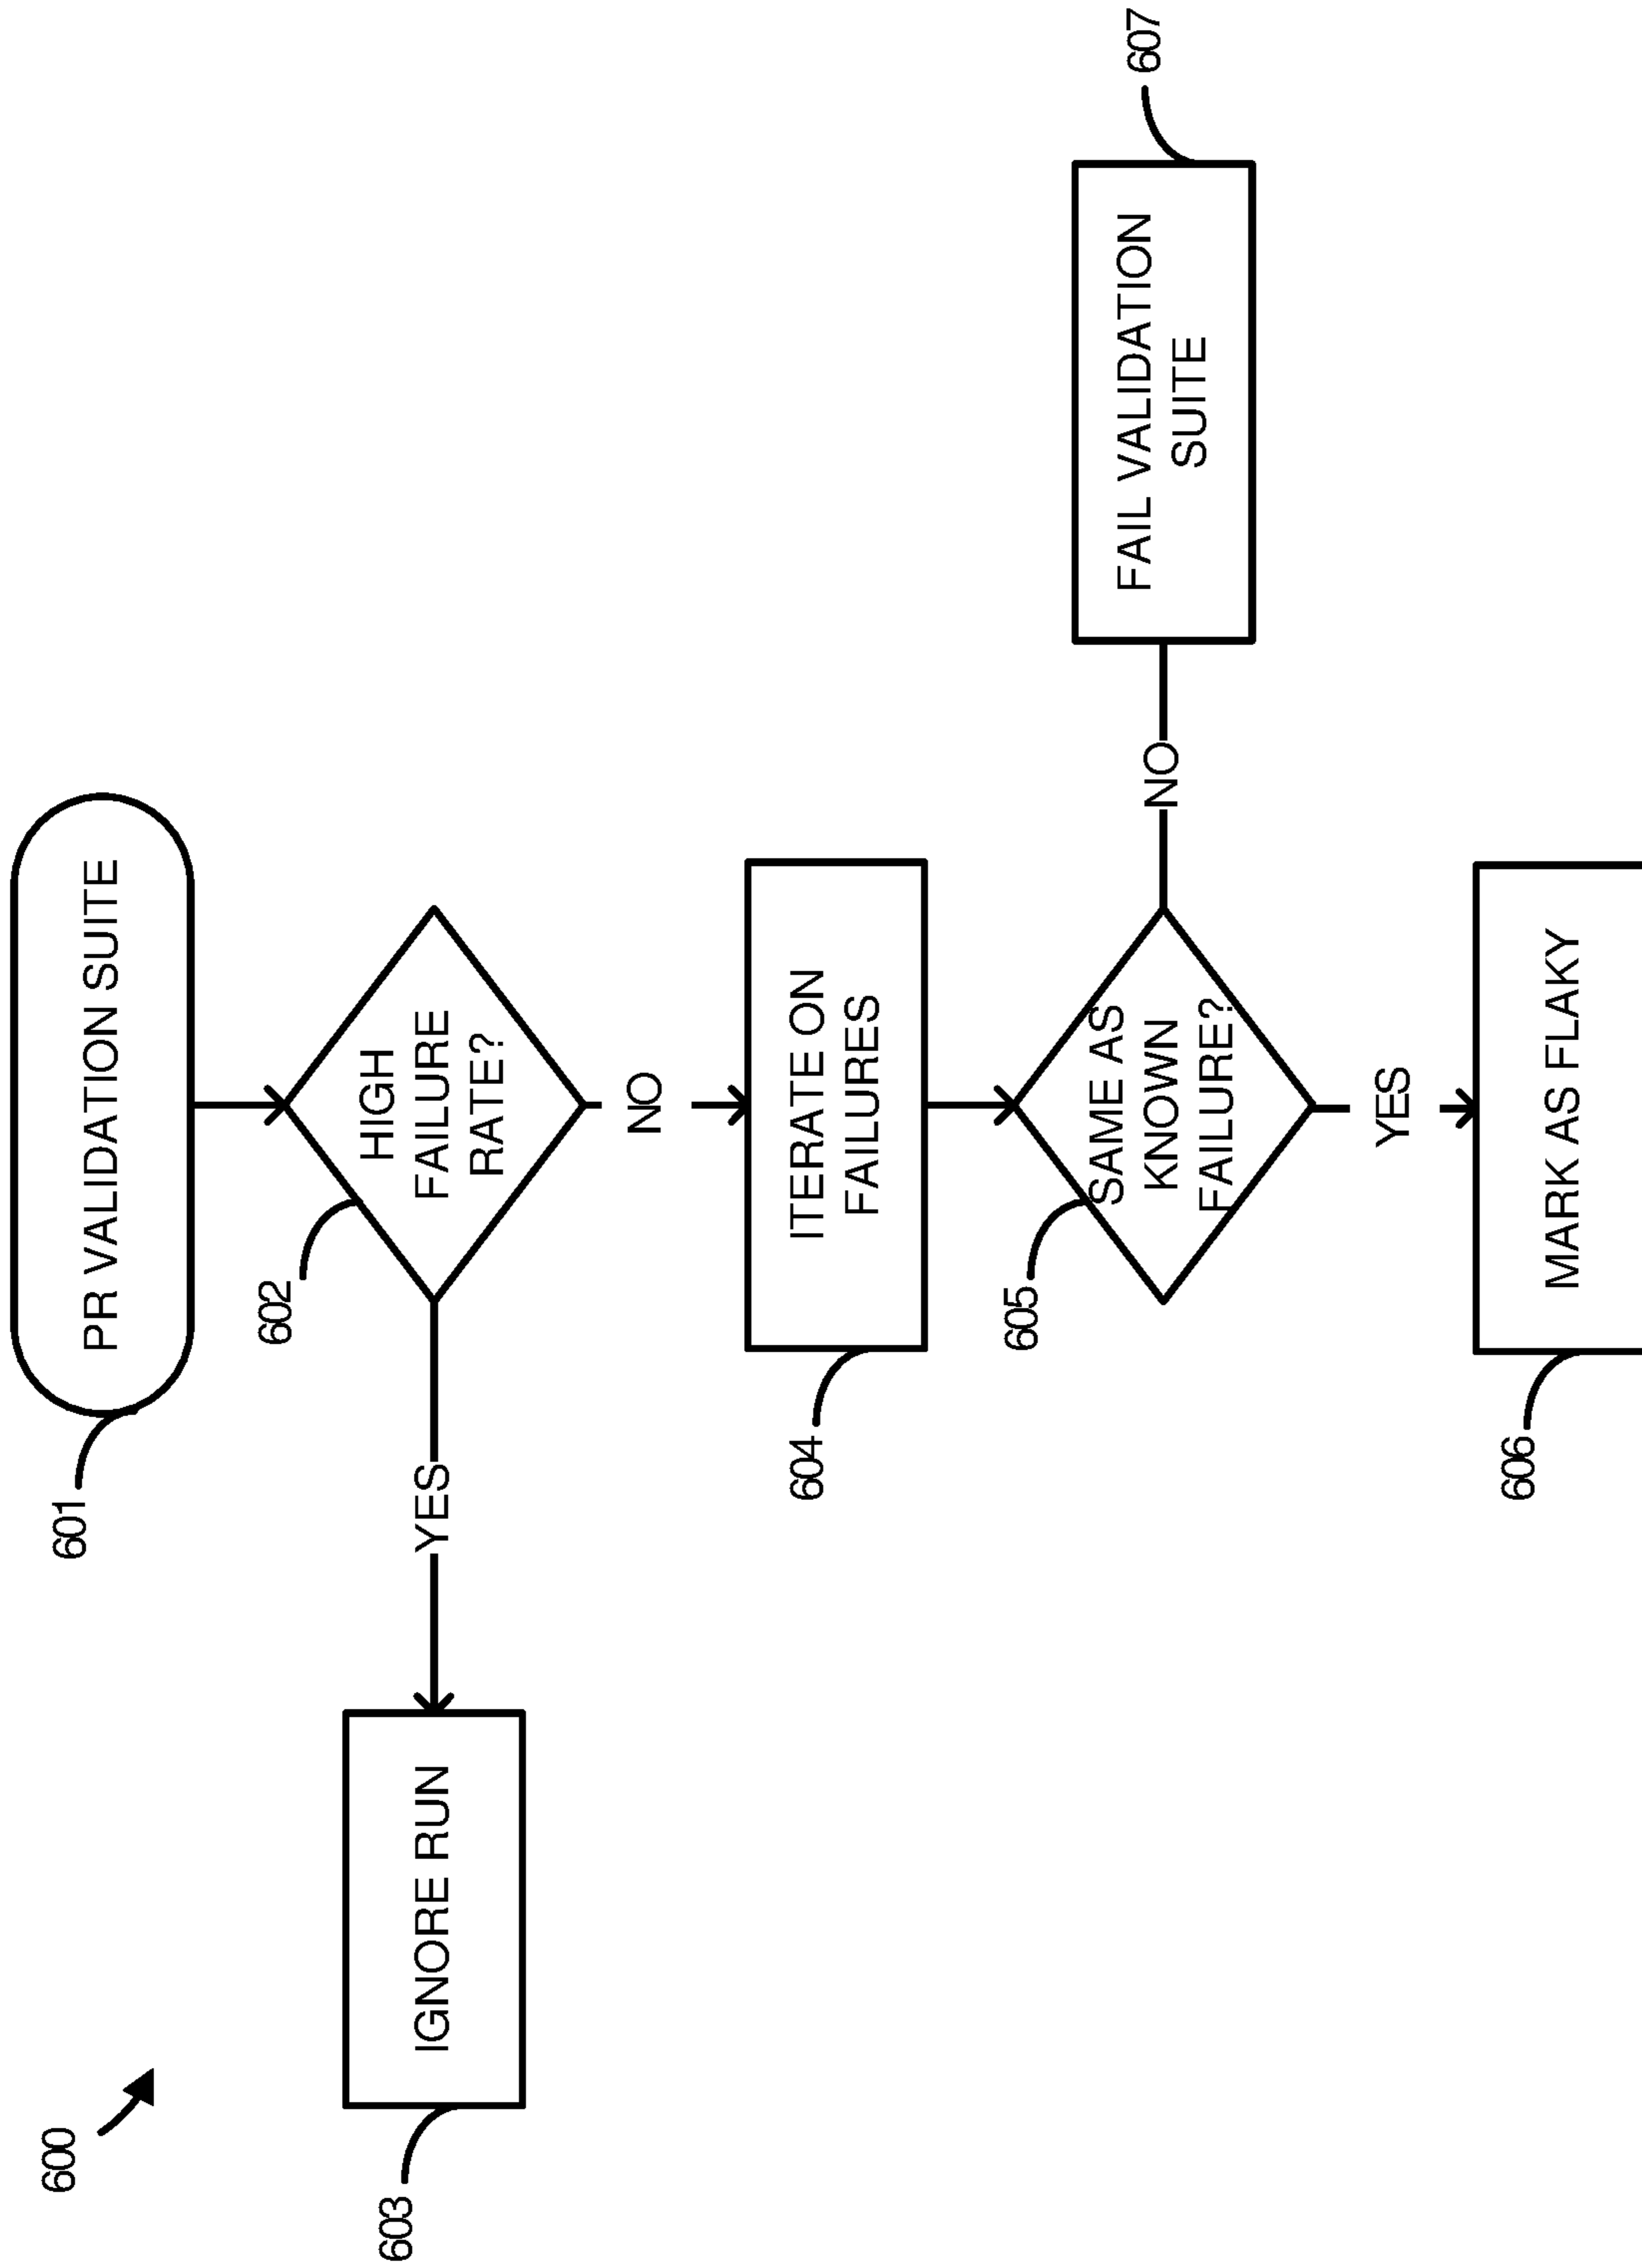 600
601
PR VALIDATION SUITE
602
HIGH
FAILURE
RATE?
YES
603
IGNORE RUN
NO
604
ITERATE ON
FAILURES
605
SAME AS
KNOWN
FAILURE?
NO
607
FAIL VALIDATION
SUITE
YES
606
MARK AS FLAKY